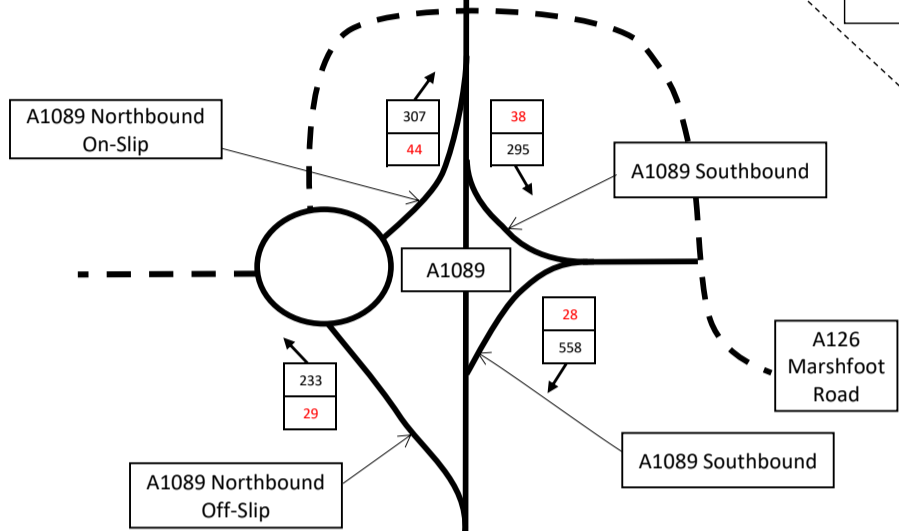 A1089 Northbound
On-Slip
307
44
38
295
A1089 Southbound
A1089
28
558
A126
Marshfoot
Road
233
29
A1089 Southbound
A1089 Northbound
Off-Slip